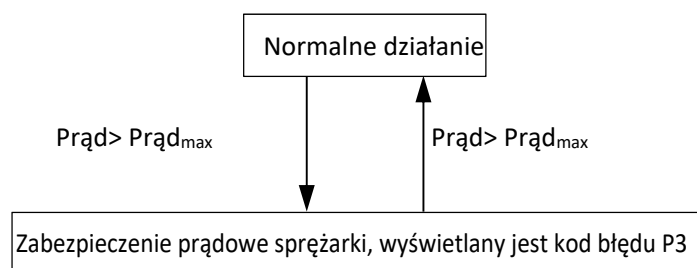 Normalne działanie
Prąd> Prądmax
Prąd> Prądmax
Zabezpieczenie prądowe sprężarki, wyświetlany jest kod błędu P3